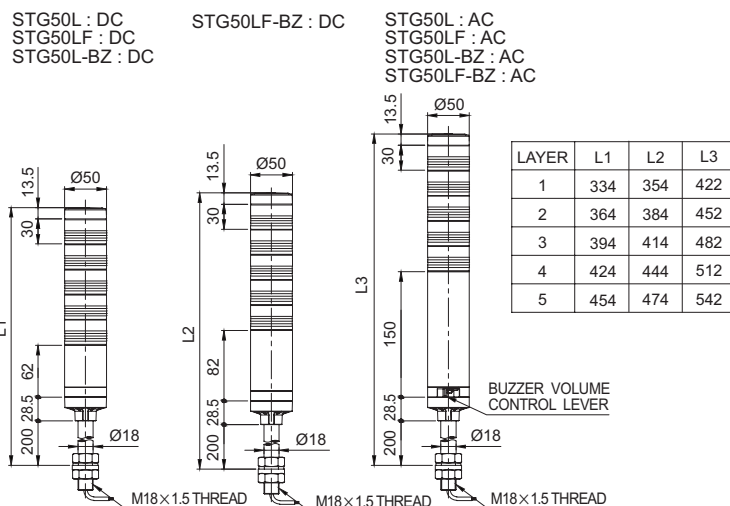 STG50L : DC
STG50LF : DC
STG50L-BZ : DC
STG50LF-BZ : DC
STG50L : AC
STG50LF : AC
STG50L-BZ : AC
STG50LF-BZ : AC
13.5
Ø50
30
L1
62
28.5
200
Ø18
M18×1.5 THREAD
13.5
Ø50
30
L2
82
28.5
200
Ø18
M18×1.5 THREAD
13.5
Ø50
30
L3
150
28.5
200
Ø18
M18×1.5 THREAD
BUZZER VOLUME
CONTROL LEVER
LAYER L1 L2 L3
1 334 354 422
2 364 384 452
3 394 414 482
4 424 444 512
5 454 474 542